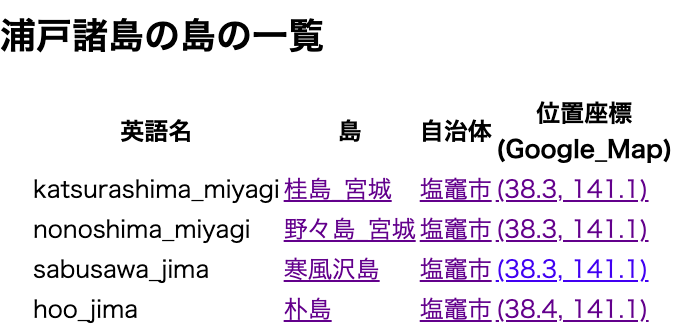 浦戸諸島の島の一覧
英語名 島 自治体 位置座標
(Google_Map)
katsurashima_miyagi 桂島_宮城 塩竈市 (38.3, 141.1)
nonoshima_miyagi 野々島_宮城 塩竈市 (38.3, 141.1)
sabusawa_jima 寒風沢島 塩竈市 (38.3, 141.1)
hoo_jima 朴島 塩竈市 (38.4, 141.1)